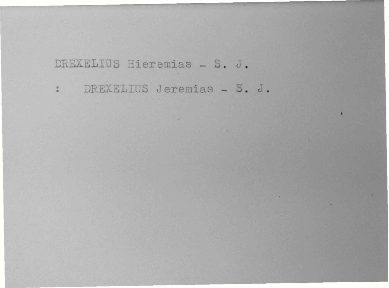 DREXELIUS Hieremias - S. J.
: DREXELIUS Jeremias - S. J.